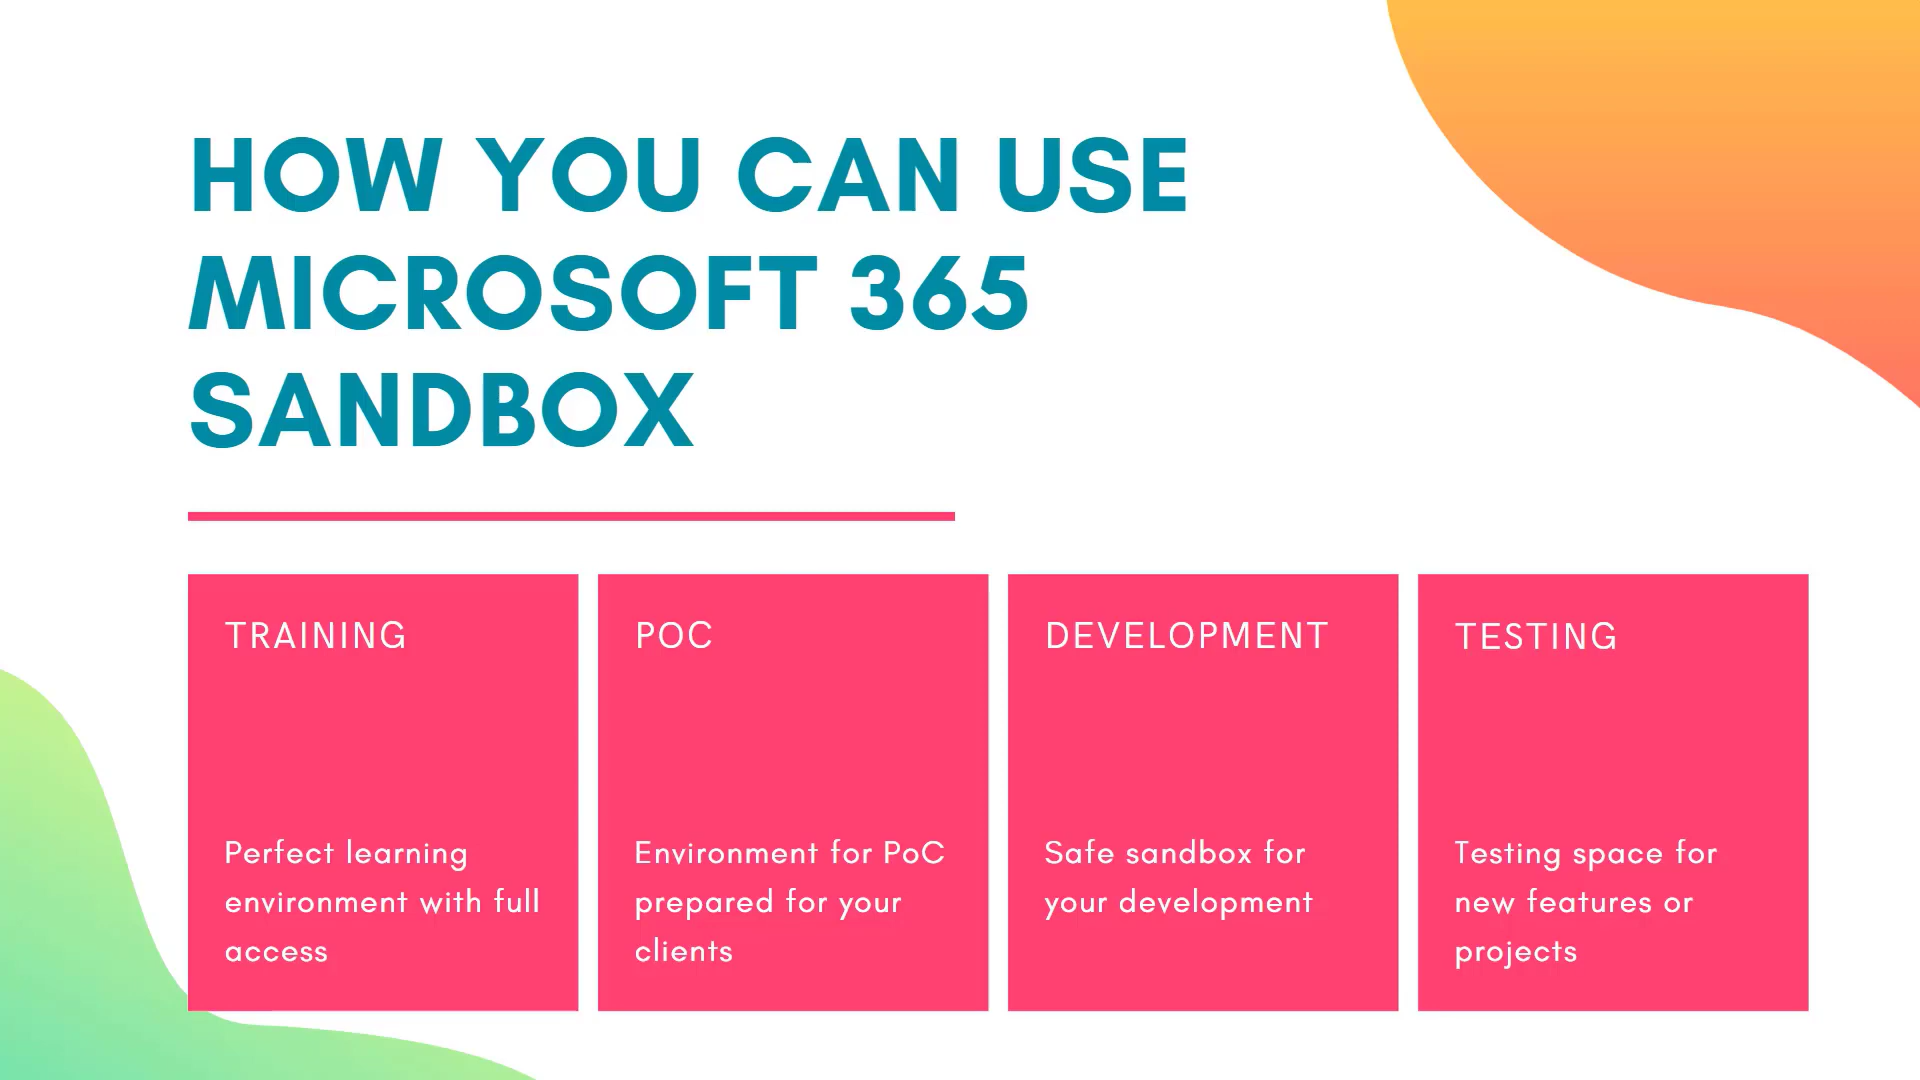 HOW YOU CAN USE
MICROSOFT 365
SANDBOX
TRAINING
Perfect learning
environment with full
access
POC
Environment for PoC
prepared for your
clients
DEVELOPMENT
Safe sandbox for
your development
TESTING
Testing space for
new features or
projects